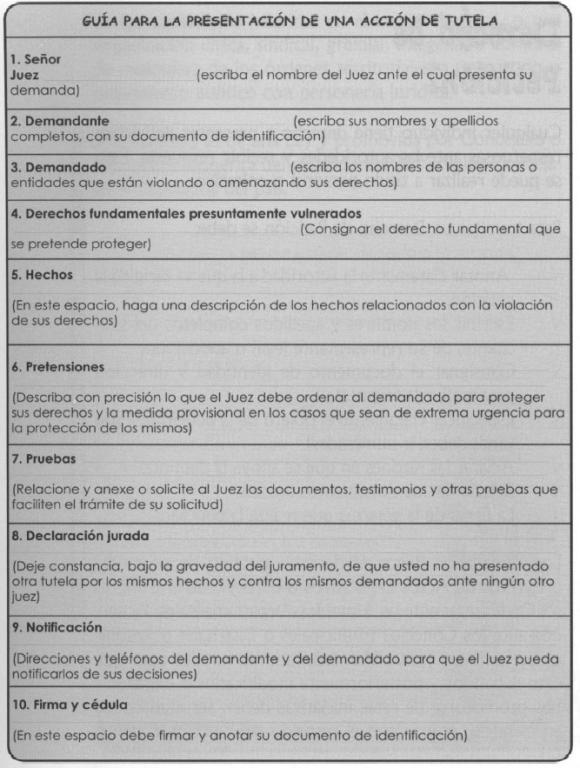 GUÍA PARA LA PRESENTACIÓN DE UNA ACCIÓN DE TUTELA
1. Señor
Juez (escriba el nombre del Juez ante el cual presenta su
demanda)
2. Demandante (escriba sus nombres y apellidos
completos, con su documento de identificación)
3. Demandado (escriba los nombres de las personas o
entidades que están violando o amenazando sus derechos)
4. Derechos fundamentales presuntamente vulnerados
(Consignar el derecho fundamental que
se pretende proteger)
5. Hechos
(En este espacio, haga una descripción de los hechos relacionados con la violación
de sus derechos)
6. Pretensiones
(Describa con precisión lo que el Juez debe ordenar al demandado para proteger
sus derechos y la medida provisional en los casos que sean de extrema urgencia para
la protección de los mismos)
7. Pruebas
(Relacione y anexe o solicite al Juez los documentos, testimonios y otras pruebas que
faciliten el trámite de su solicitud)
8. Declaración jurada
(Deje constancia, bajo la gravedad del juramento, de que usted no ha presentado
otra tutela por los mismos hechos y contra los mismos demandados ante ningún otro
juez)
9. Notificación
(Direcciones y teléfonos del demandante y del demandado para que el Juez pueda
notificarlos de sus decisiones)
10. Firma y cédula
(En este espacio debe firmar y anotar su documento de identificación)